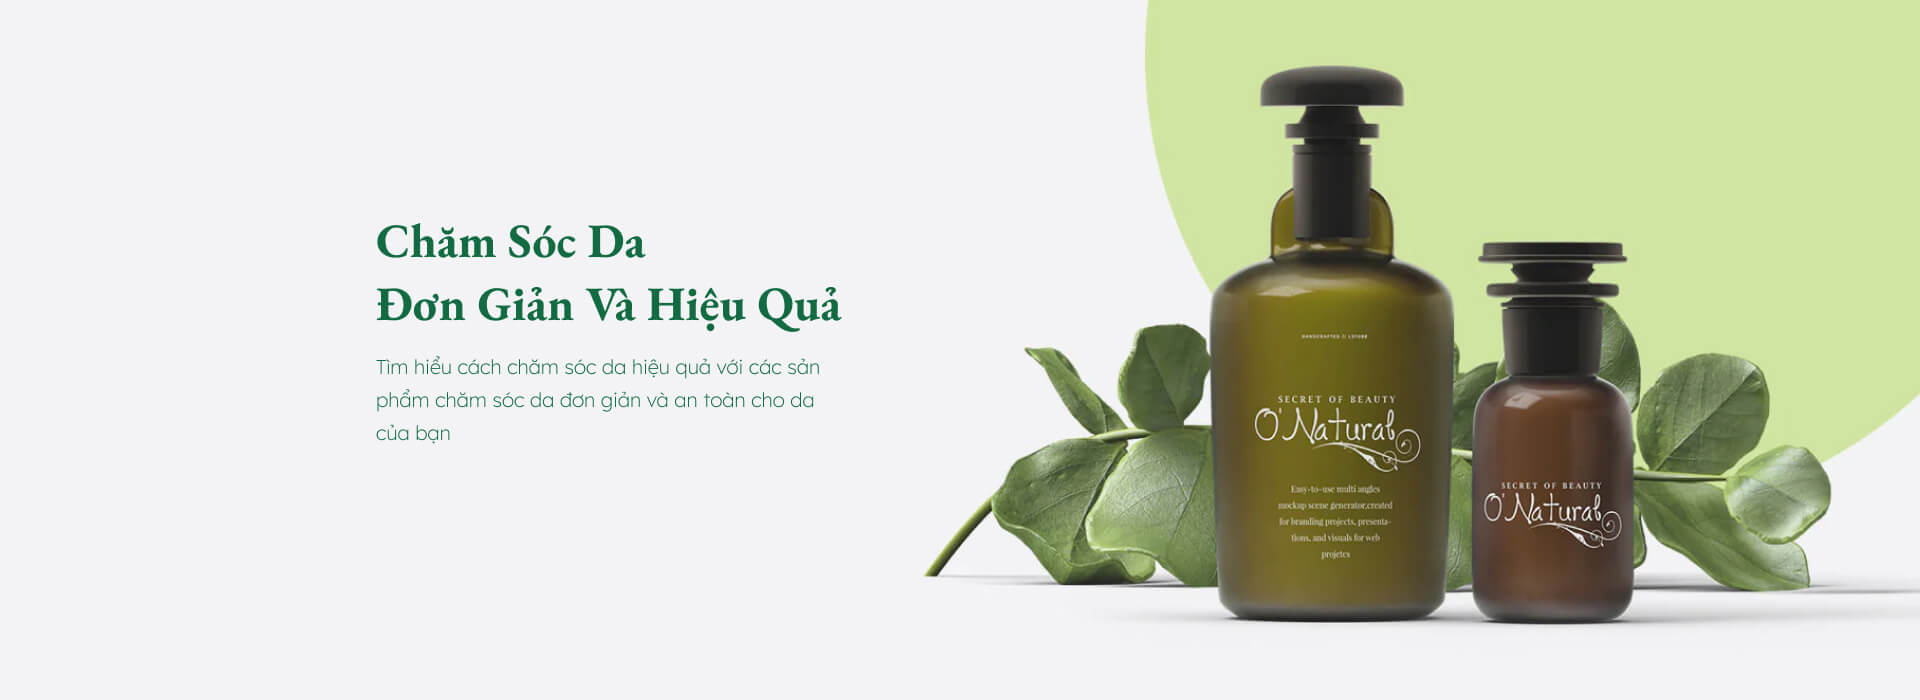 Chăm Sóc Da
Đơn Giản Và Hiệu Quả
Tìm hiểu cách chăm sóc da hiệu quả với các sản
phẩm chăm sóc da đơn giản và an toàn cho da
của bạn
SECRET OF BEAUTY
O'Natural
Easy-to-use multi angles
mockup scene generator,created
for branding projects, presenta-
tions, and visuals for web
projetcs
SECRET OF BEAUTY
O'Natural